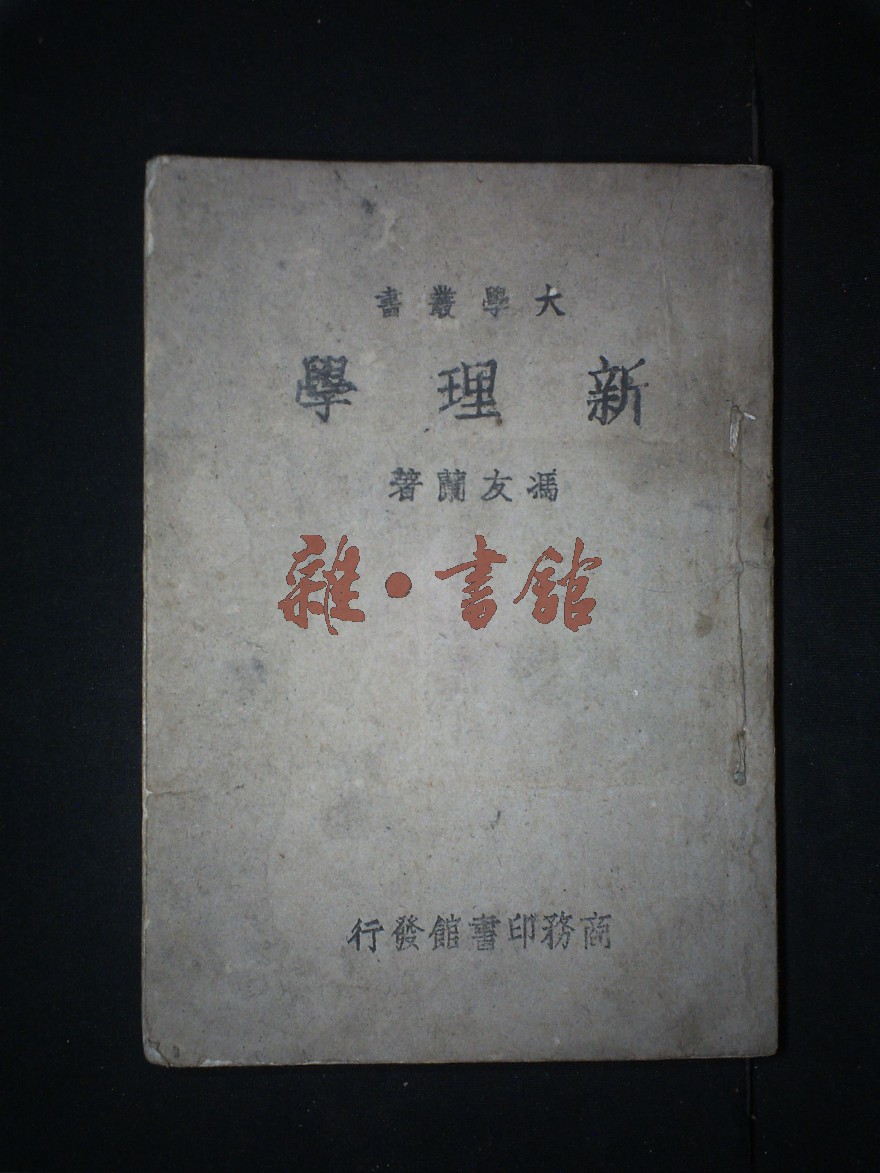 大學叢書
新理學
馮友蘭著
雜·書館
商務印書館發行